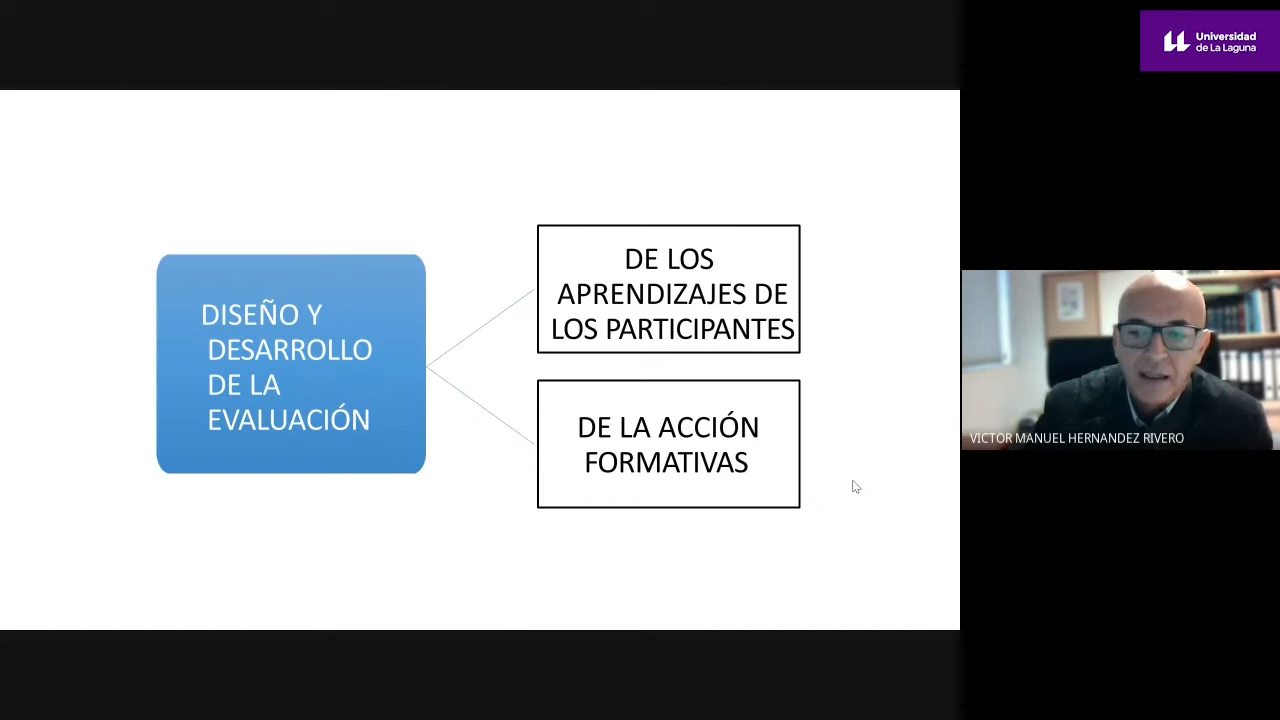 Universidad
de La Laguna
DISEÑO Y
DESARROLLO
DE LA
EVALUACIÓN
DE LOS
APRENDIZAJES DE
LOS PARTICIPANTES
DE LA ACCIÓN
FORMATIVAS
VICTOR MANUEL HERNANDEZ RIVERO